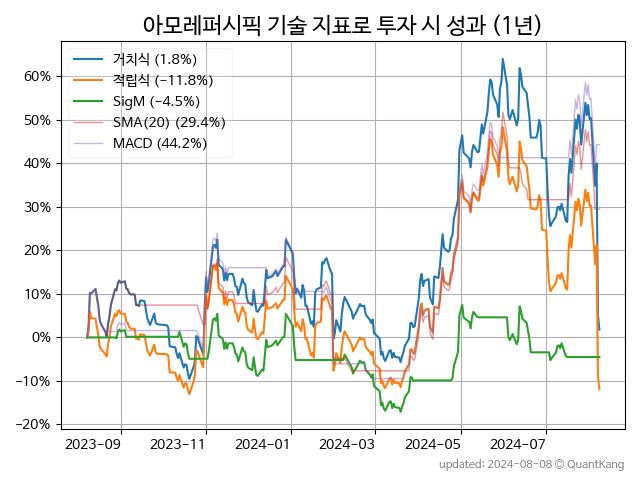 아모레퍼시픽 기술 지표로 투자 시 성과 (1년)
거치식 (1.8%)
적립식 (−11.8%)
SigM (−4.5%)
SMA(20) (29.4%)
MACD (44.2%)
60%
50%
40%
30%
20%
10%
0%
−10%
−20%
2023-09
2023-11
2024-01
2024-03
2024-05
2024-07
updated: 2024-08-08 © QuantKang